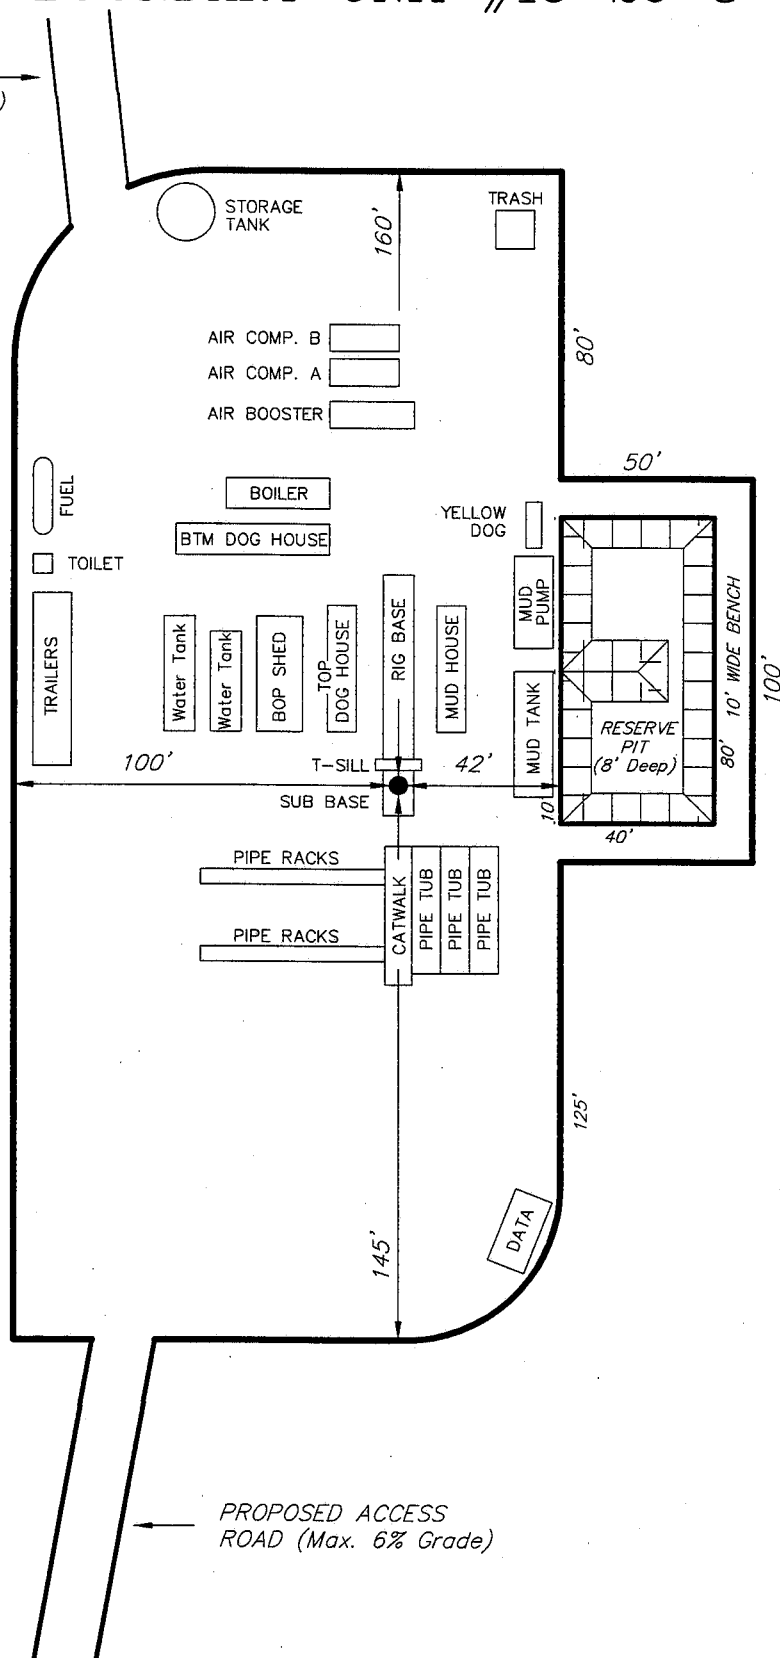 )
STORAGE
TANK
160'
TRASH
AIR COMP. B
AIR COMP. A
AIR BOOSTER
80'
50'
FUEL
BOILER
YELLOW
DOG
BTM DOG HOUSE
TOILET
TRAILERS
Water Tank
Water Tank
BOP SHED
TOP
DOG HOUSE
RIG BASE
MUD HOUSE
MUD
PUMP
MUD TANK
RESERVE
PIT
(8' Deep)
10' WIDE BENCH
100'
80'
100'
T-SILL
42'
SUB BASE
10'
40'
PIPE RACKS
PIPE RACKS
CATWALK
PIPE TUB
PIPE TUB
PIPE TUB
125'
DATA
145'
PROPOSED ACCESS
ROAD (Max. 6% Grade)